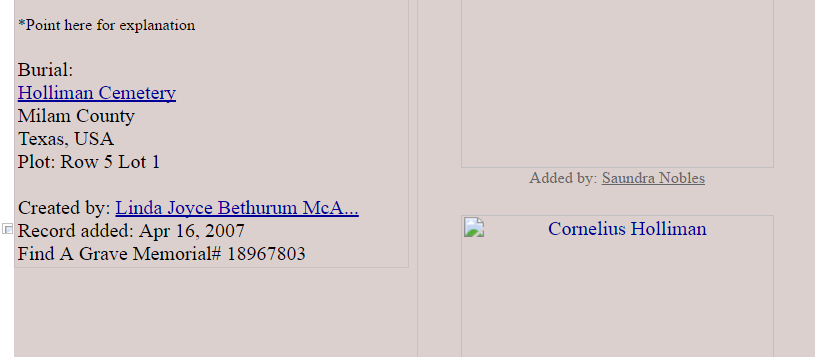 *Point here for explanation
Burial:
Holliman Cemetery
Milam County
Texas, USA
Plot: Row 5 Lot 1
Created by: Linda Joyce Bethurum McA...
Record added: Apr 16, 2007
Find A Grave Memorial# 18967803
Added by: Saundra Nobles
Cornelius Holliman